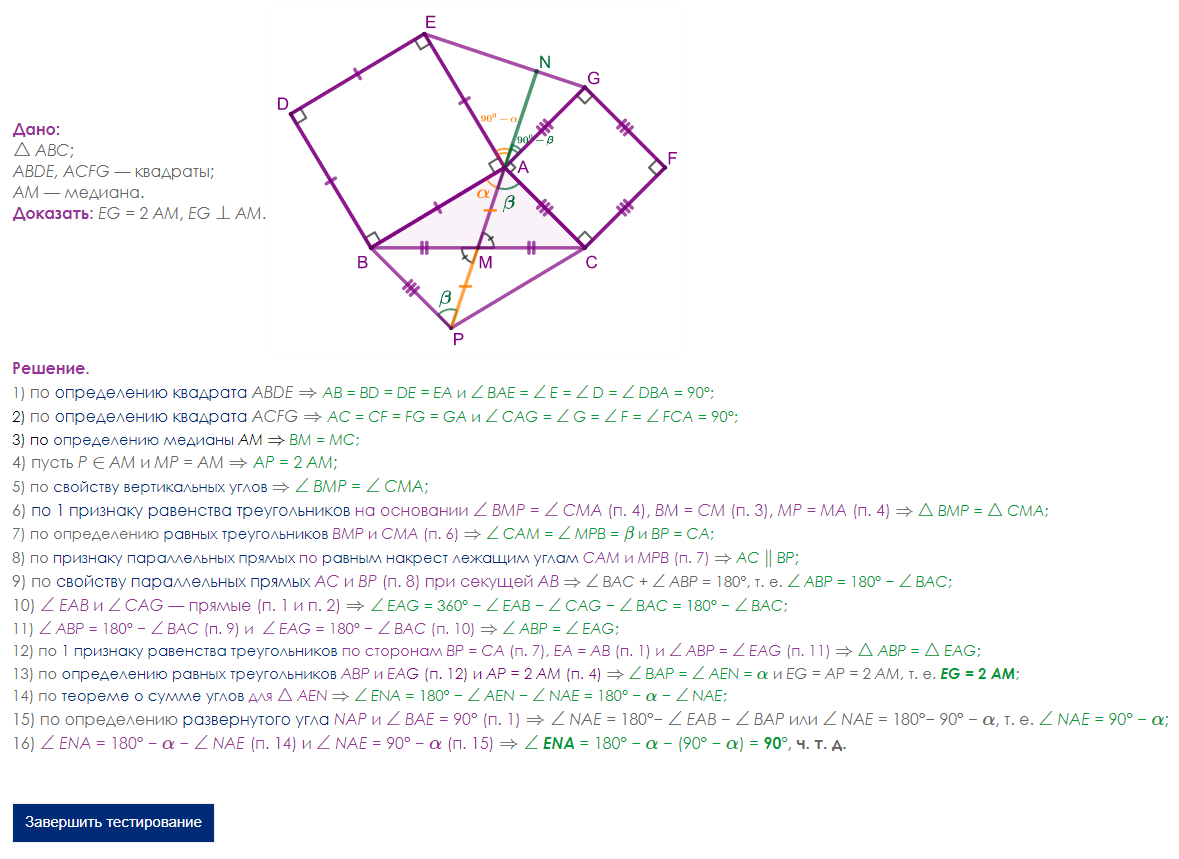 E
N
G
D
90⁰ − α
Дано:
△ ABC;
90⁰ − β
F
A
ABDE, ACFG — квадраты;
α
AM — медиана.
β
Доказать: EG = 2 AM, EG ⊥ AM.
B
M
C
β
P
Решение.
1) по определению квадрата ABDE ⇒ AB = BD = DE = EA и ∠ BAE = ∠ E = ∠ D = ∠ DBA = 90°;
2) по определению квадрата ACFG ⇒ AC = CF = FG = GA и ∠ CAG = ∠ G = ∠ F = ∠ FCA = 90°;
3) по определению медианы AM ⇒ BM = MC;
4) пусть P ∈ AM и MP = AM ⇒ AP = 2 AM;
5) по свойству вертикальных углов ⇒ ∠ BMP = ∠ CMA;
6) по 1 признаку равенства треугольников на основании ∠ BMP = ∠ CMA (п. 4), BM = CM (п. 3), MP = MA (п. 4) ⇒ △ BMP = △ CMA;
7) по определению равных треугольников BMP и CMA (п. 6) ⇒ ∠ CAM = ∠ MPB = β и BP = CA;
8) по признаку параллельных прямых по равным накрест лежащим углам CAM и MPB (п. 7) ⇒ AC || BP;
9) по свойству параллельных прямых AC и BP (п. 8) при секущей AB ⇒ ∠ BAC + ∠ ABP = 180°, т. е. ∠ ABP = 180° − ∠ BAC;
10) ∠ EAB и ∠ CAG — прямые (п. 1 и п. 2) ⇒ ∠ EAG = 360° − ∠ EAB − ∠ CAG − ∠ BAC = 180° − ∠ BAC;
11) ∠ ABP = 180° − ∠ BAC (п. 9) и ∠ EAG = 180° − ∠ BAC (п. 10) ⇒ ∠ ABP = ∠ EAG;
12) по 1 признаку равенства треугольников по сторонам BP = CA (п. 7), EA = AB (п. 1) и ∠ ABP = ∠ EAG (п. 11) ⇒ △ ABP = △ EAG;
13) по определению равных треугольников ABP и EAG (п. 12) и AP = 2 AM (п. 4) ⇒ ∠ BAP = ∠ AEN = α и EG = AP = 2 AM, т. е. EG = 2 AM;
14) по теореме о сумме углов для △ AEN ⇒ ∠ ENA = 180° − ∠ AEN − ∠ NAE = 180° − α − ∠ NAE;
15) по определению развернутого угла NAP и ∠ BAE = 90° (п. 1) ⇒ ∠ NAE = 180°− ∠ EAB − ∠ BAP или ∠ NAE = 180°− 90° − α, т. е. ∠ NAE = 90° − α;
16) ∠ ENA = 180° − α − ∠ NAE (п. 14) и ∠ NAE = 90° − α (п. 15) ⇒ ∠ ENA = 180° − α − (90° − α) = 90°, ч. т. д.
Завершить тестирование